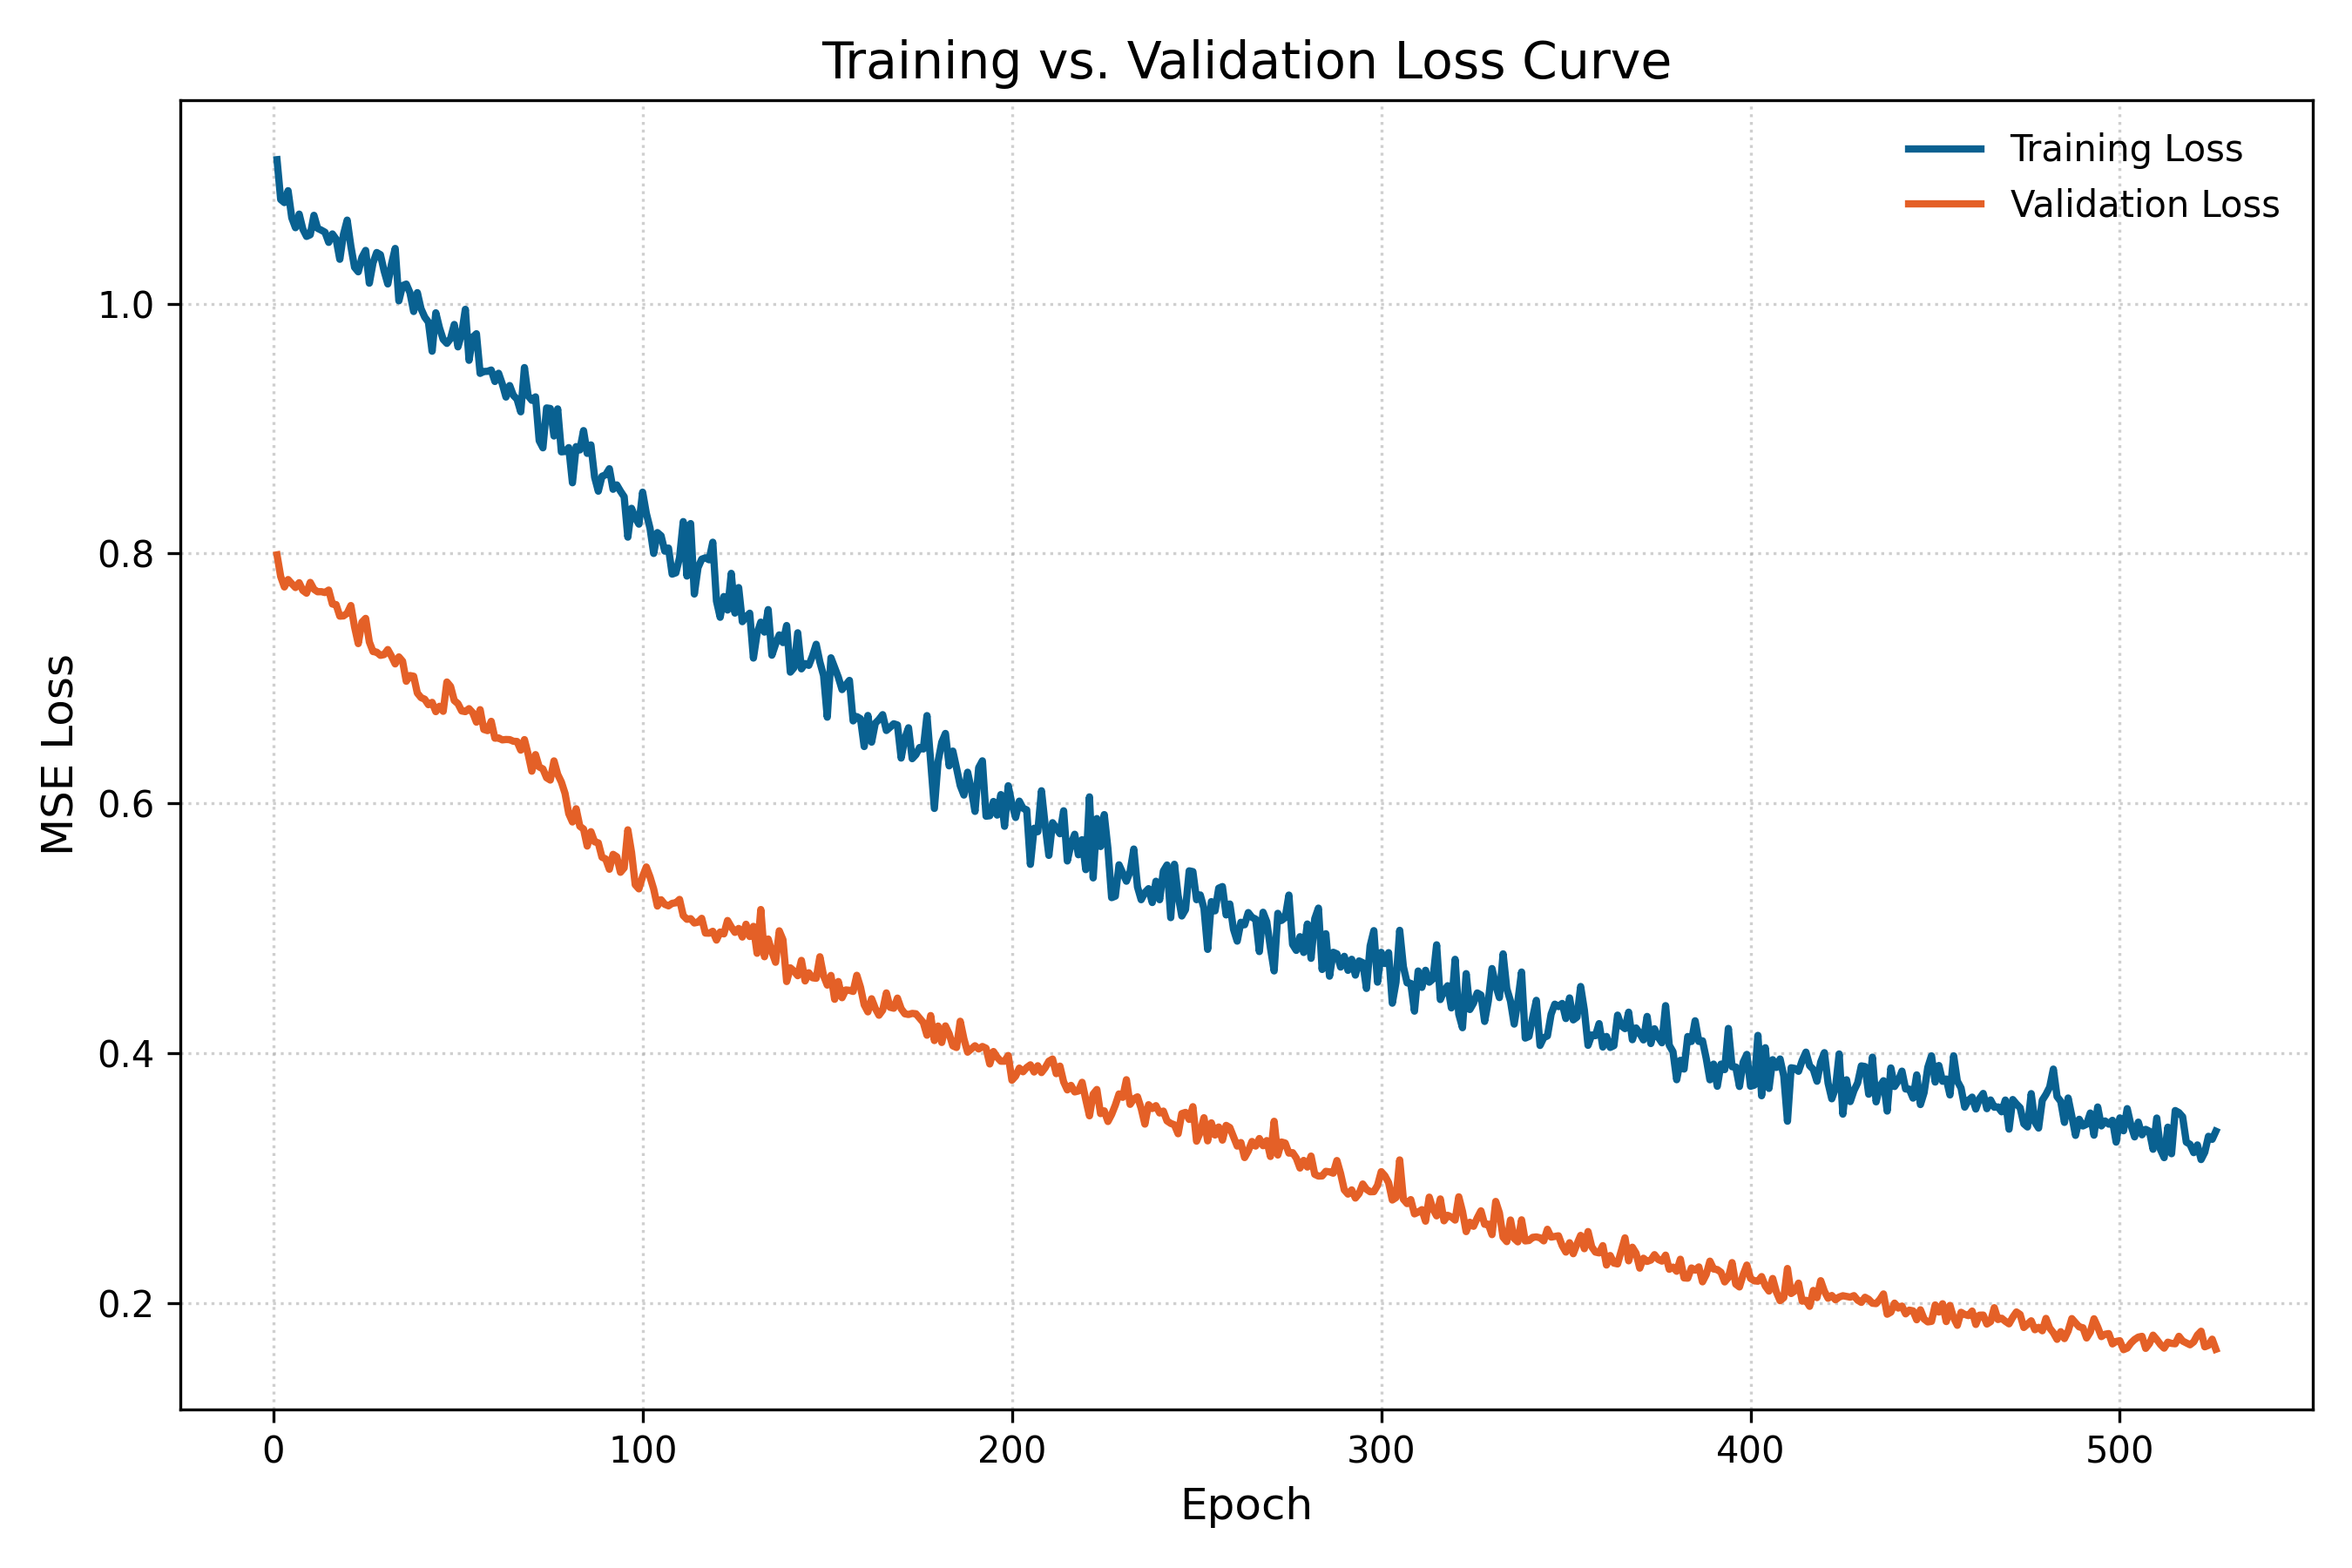 Training vs. Validation Loss Curve
Training Loss
Validation Loss
MSE Loss
1.0
0.8
0.6
0.4
0.2
0 100 200 300 400 500
Epoch